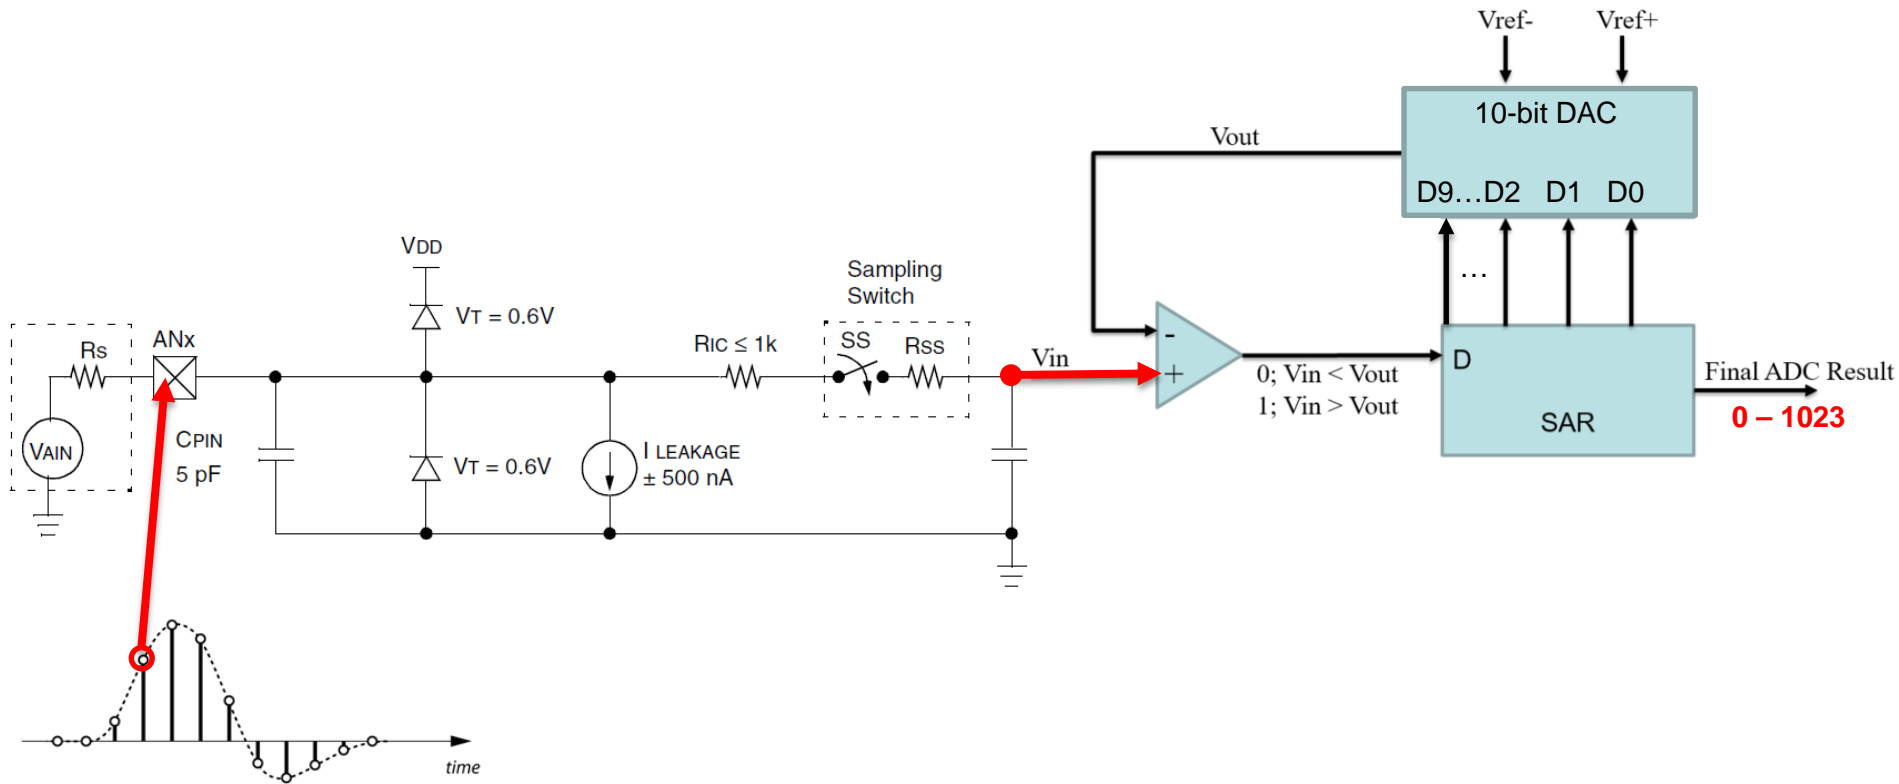 Vref-
Vref+
10-bit DAC
Vout
D9...D2 D1 D0
...
VDD
Sampling
Switch
VT = 0.6V
ANx
Rs
RIC ≤ 1k
SS
RSS
Vin
-
+
D
0; Vin < Vout
1; Vin > Vout
Final ADC Result
0 – 1023
SAR
VAIN
CPIN
5 pF
VT = 0.6V
I LEAKAGE
± 500 nA
time